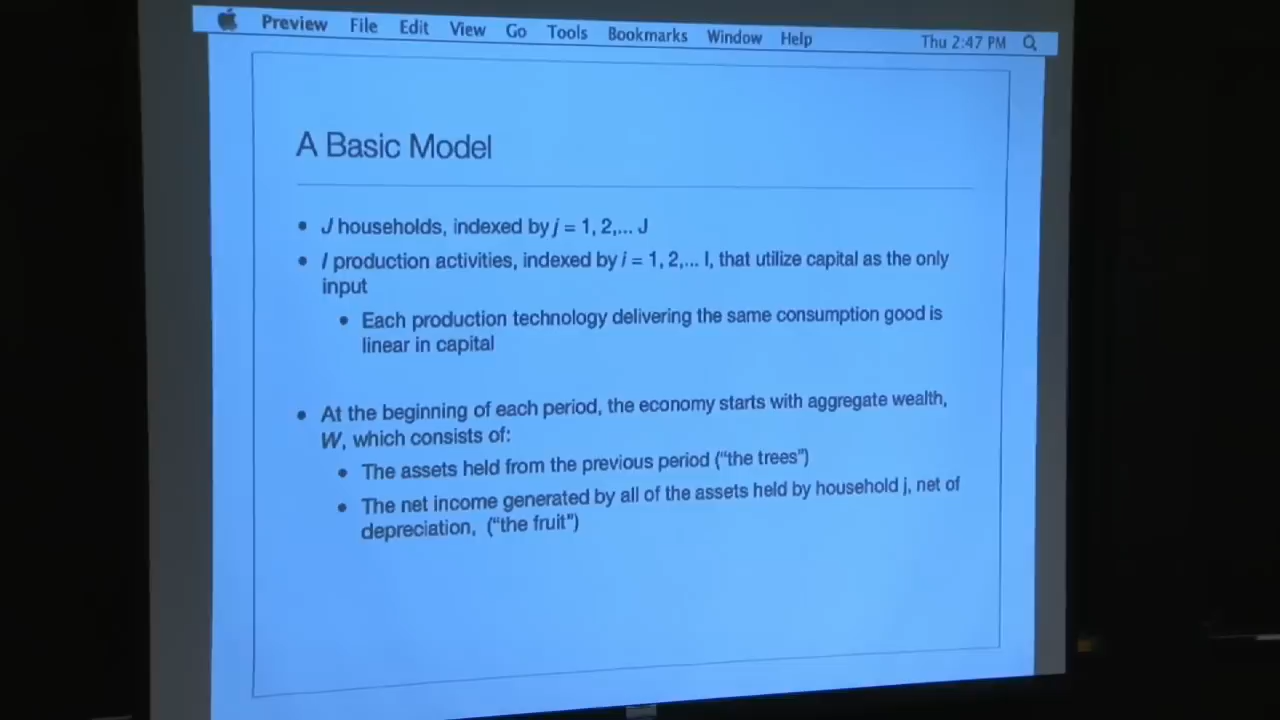 Preview File Edit View Go Tools Bookmarks Window Help Thu 2:47 PM
A Basic Model
• J households, indexed by j = 1, 2,... J
• I production activities, indexed by i = 1, 2,... I, that utilize capital as the only
input
• Each production technology delivering the same consumption good is
linear in capital
• At the beginning of each period, the economy starts with aggregate wealth,
W, which consists of:
• The assets held from the previous period (“the trees”)
• The net income generated by all of the assets held by household j, net of
depreciation, (“the fruit”)